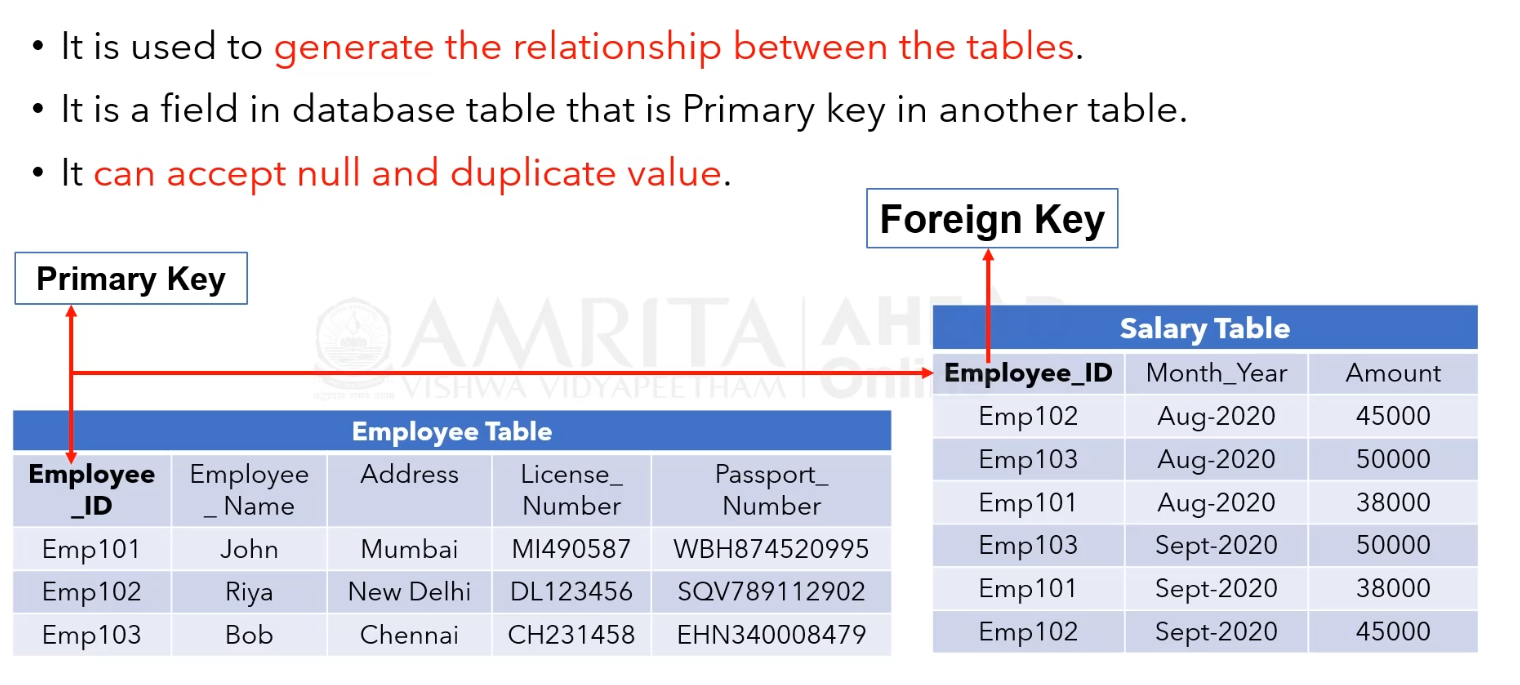 • It is used to generate the relationship between the tables.
• It is a field in database table that is Primary key in another table.
• It can accept null and duplicate value.
Foreign Key
Primary Key
AMRITA AHEAD
VISHWA VIDYAPEETHAM Online
Salary Table
Employee_ID Month_Year Amount
Emp102 Aug-2020 45000
Emp103 Aug-2020 50000
Emp101 Aug-2020 38000
Emp103 Sept-2020 50000
Emp101 Sept-2020 38000
Emp102 Sept-2020 45000
Employee Table
Employee Employee Address License_ Passport_
_ID _ Name Number Number
Emp101 John Mumbai MI490587 WBH874520995
Emp102 Riya New Delhi DL123456 SQV789112902
Emp103 Bob Chennai CH231458 EHN340008479